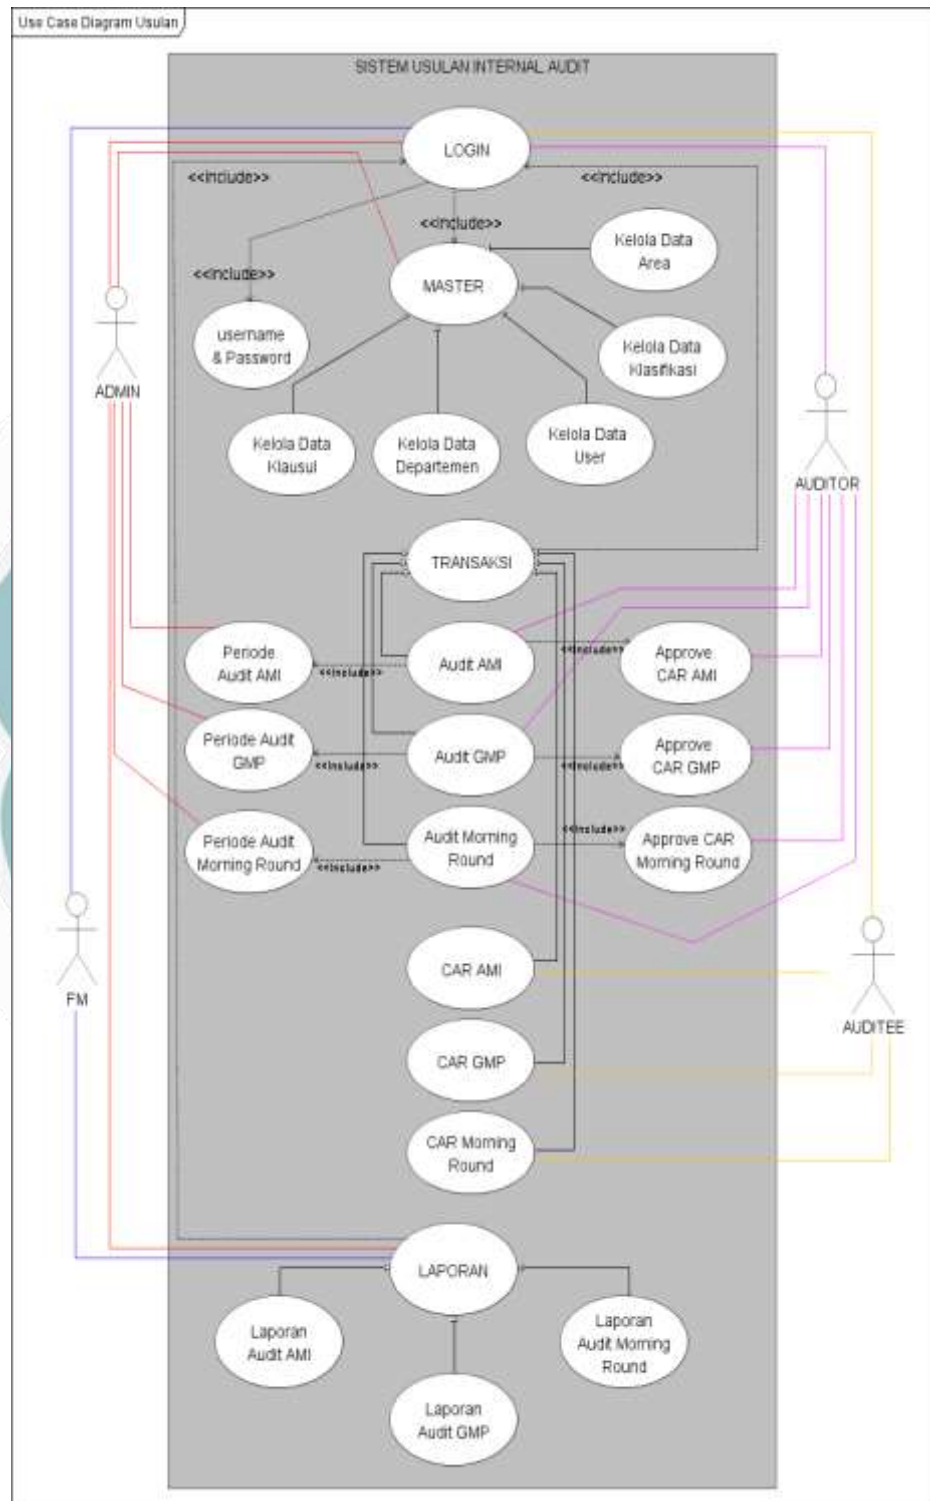 Use Case Diagram Usulan
SISTEM USULAN INTERNAL AUDIT
LOGIN
<<include>>
<<include>>
<<include>>
Kelola Data
Area
<<include>>
MASTER
username
& Password
Kelola Data
Klasifikasi
ADMIN
Kelola Data
Klausul
Kelola Data
Departemen
Kelola Data
User
AUDITOR
TRANSAKSI
Periode
Audit AMI
<<include>>
Audit AMI
<<include>>
Approve
CAR AMI
Periode Audit
GMP
<<include>>
Audit GMP
<<include>>
Approve
CAR GMP
Periode Audit
Morning Round
<<include>>
Audit Morning
Round
<<include>>
Approve CAR
Morning Round
CAR AMI
FM
AUDITEE
CAR GMP
CAR Morning
Round
LAPORAN
Laporan
Audit AMI
Laporan
Audit Morning
Round
Laporan
Audit GMP